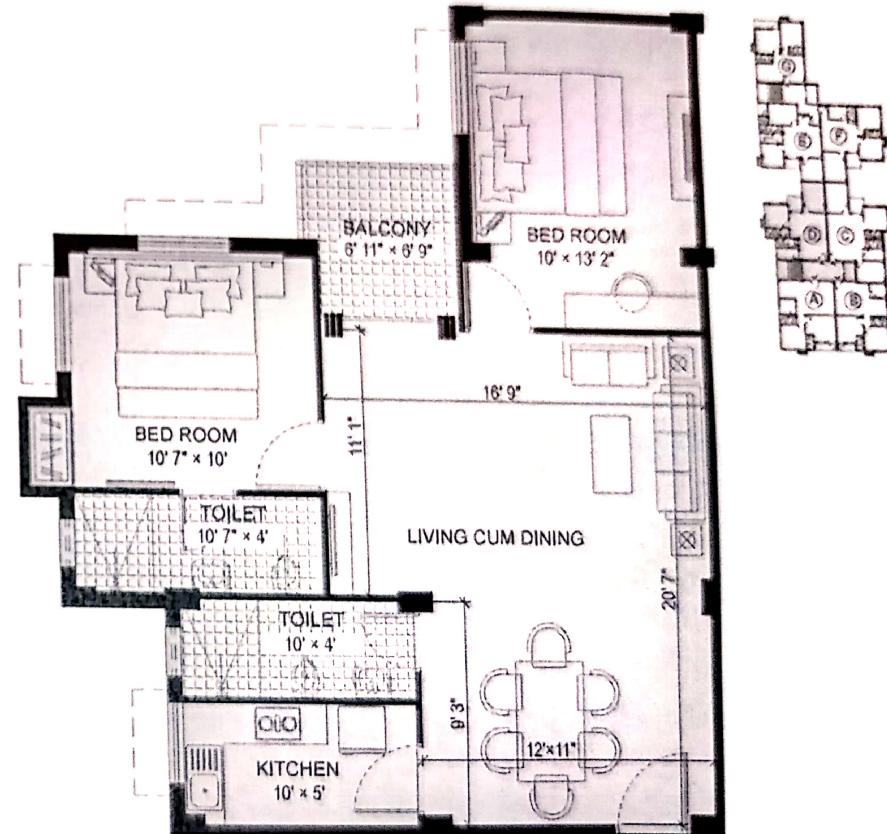 BALCONY
6' 11" × 6' 9"
BED ROOM
10' × 13' 2"
BED ROOM
10' 7" × 10'
16' 9"
11' 1"
TOILET
10' 7" × 4'
LIVING CUM DINING
20' 7"
TOILET
10' × 4'
9' 3"
12'×11"
KITCHEN
10' × 5'
G
E
F
D
C
A
B